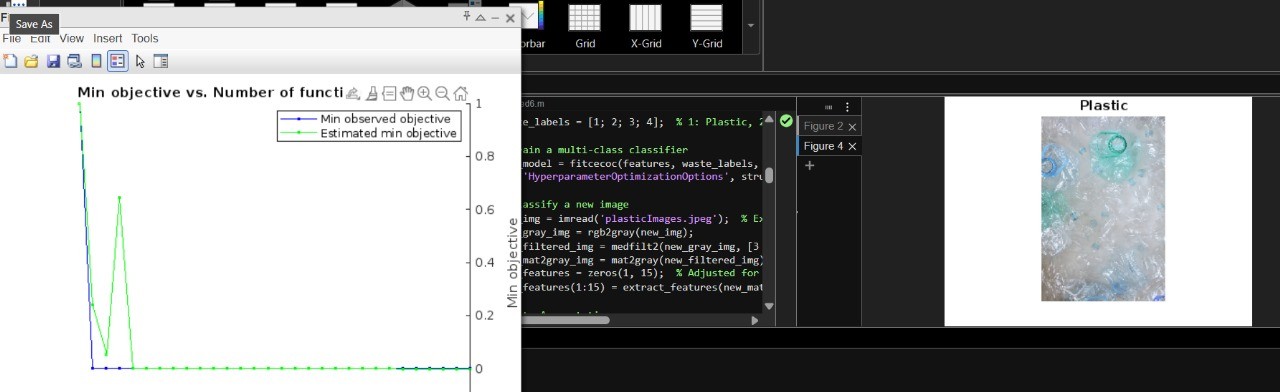 Save As
File Edit View Insert Tools
Min objective vs. Number of functi
Min observed objective
Estimated min objective
1
0.8
0.6
0.4
0.2
0
Min objective
Grid
X-Grid
Y-Grid
e_labels = [1; 2; 3; 4]; % 1: Plastic, 2
ain a multi-class classifier
model = fitcecoc(features, waste_labels,
'HyperparameterOptimizationOptions', stru
assify a new image
img = imread('plasticImages.jpeg'); % Ex
gray_img = rgb2gray(new_img);
filtered_img = medfilt2(new_gray_img, [3
mat2gray_img = mat2gray(new_filtered_img)
features = zeros(1, 15); % Adjusted for
features(1:15) = extract_features(new_mat
Figure 2
Figure 4
Plastic